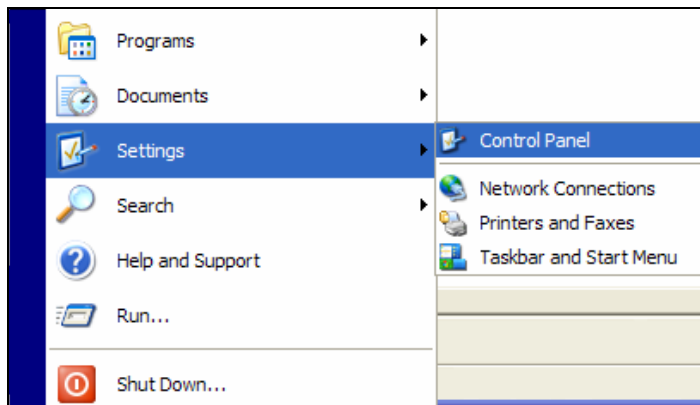 Programs
Documents
Settings
Search
Help and Support
Run...
Shut Down...
Control Panel
Network Connections
Printers and Faxes
Taskbar and Start Menu